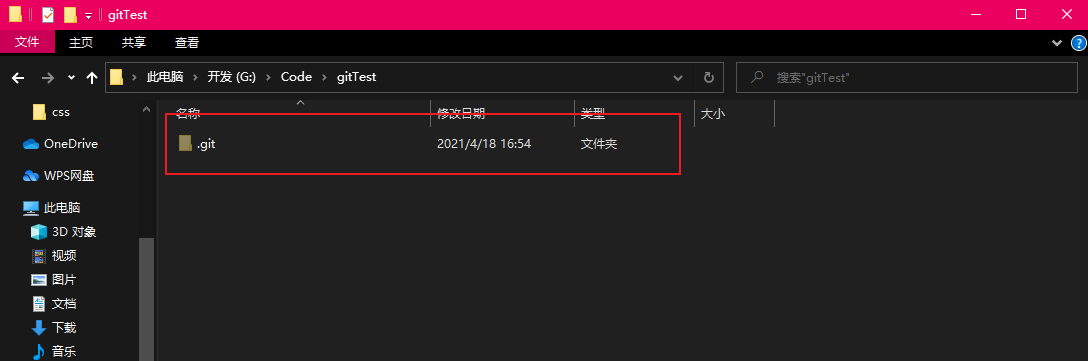 gitTest
文件 主页 共享 查看
此电脑 开发 (G:) Code gitTest 搜索"gitTest"
名称 修改日期 类型 大小
.git 2021/4/18 16:54 文件夹
css
OneDrive
WPS网盘
此电脑
3D 对象
视频
图片
文档
下载
音乐